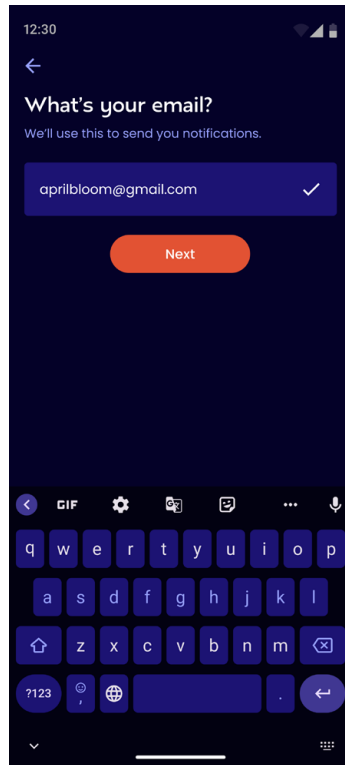 12:30
What's your email?
We'll use this to send you notifications.
aprilbloom@gmail.com
Next
GIF
q w e r t y u i o p
a s d f g h j k l
z x c v b n m
?123 , .